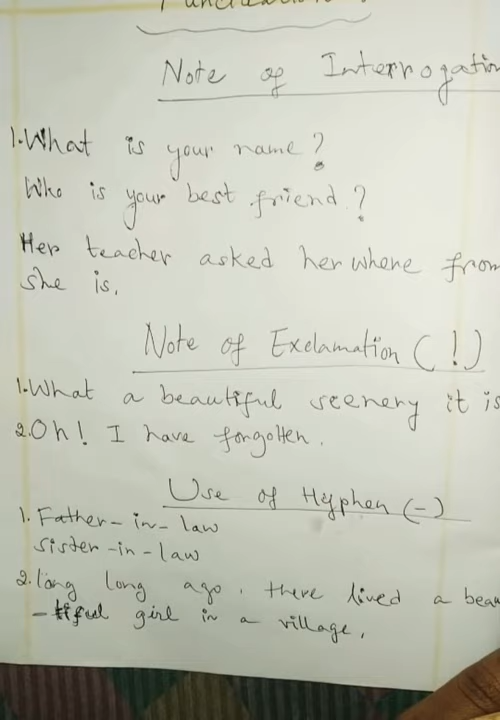 Note of Interrogation
1. What is your name?
Who is your best friend?
Her teacher asked her where from
she is.
Note of Exclamation (!)
1. What a beautiful scenery it is
2. Oh! I have forgotten.
Use of Hyphen (-)
1. Father-in-law
sister-in-law
2. long long ago, there lived a beau
-tiful girl in a village.